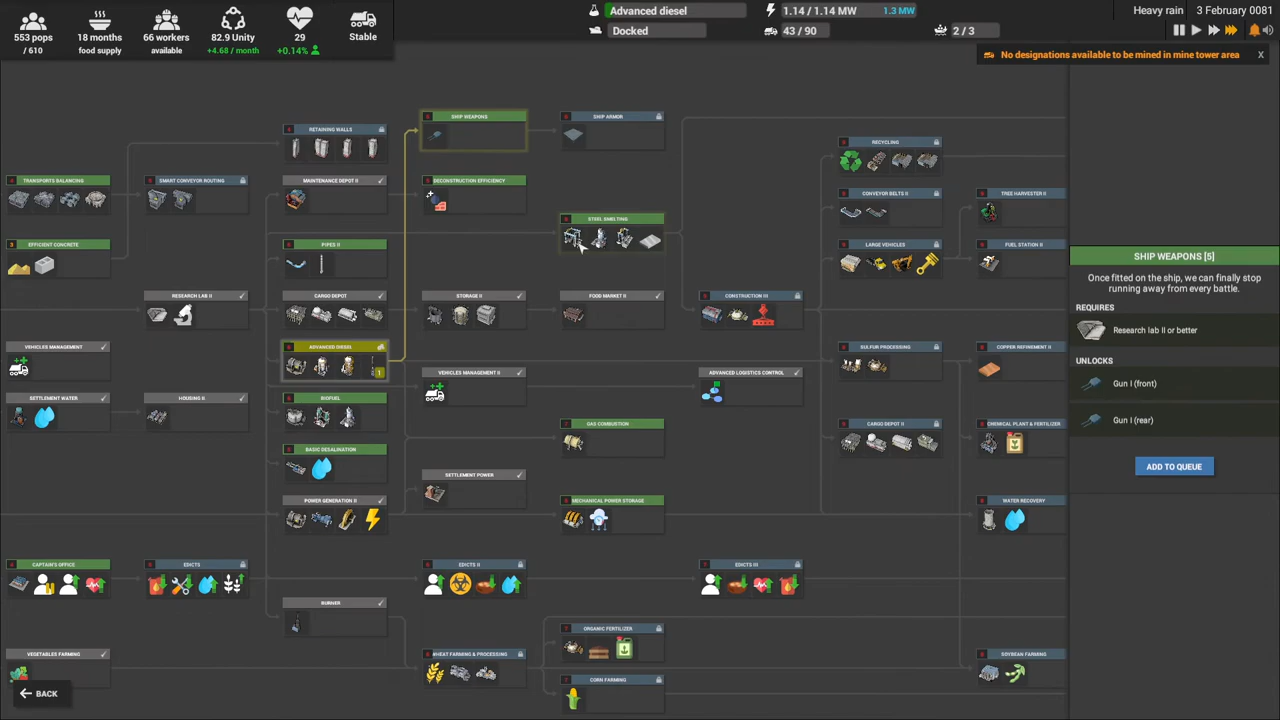 553 pops
/ 610
18 months
food supply
66 workers
available
82.9 Unity
+4.68 / month
29
+0.14%
Stable
Advanced diesel
Docked
1.14 / 1.14 MW
1.3 MW
43 / 90
2 / 3
Heavy rain
3 February 0081
No designations available to be mined in mine tower area
X
SHIP WEAPONS
SHIP ARMOR
RETAINING WALLS
RECYCLING
TRANSPORTS BALANCING
SMART CONVEYOR ROUTING
MAINTENANCE DEPOT II
DECONSTRUCTION EFFICIENCY
CONVEYOR BELTS II
TREE HARVESTER II
STEEL SMELTING
EFFICIENT CONCRETE
PIPES II
LARGE VEHICLES
FUEL STATION II
RESEARCH LAB II
CARGO DEPOT
STORAGE II
FOOD MARKET II
CONSTRUCTION III
VEHICLES MANAGEMENT
ADVANCED DIESEL
1
SULFUR PROCESSING
COPPER REFINEMENT II
VEHICLES MANAGEMENT II
ADVANCED LOGISTICS CONTROL
SETTLEMENT WATER
HOUSING II
BIOFUEL
GAS COMBUSTION
CARGO DEPOT II
CHEMICAL PLANT & FERTILIZER
BASIC DESALINATION
SETTLEMENT POWER
POWER GENERATION II
MECHANICAL POWER STORAGE
WATER RECOVERY
CAPTAIN'S OFFICE
EDICTS
EDICTS II
EDICTS III
BURNER
ORGANIC FERTILIZER
VEGETABLES FARMING
WHEAT FARMING & PROCESSING
SOYBEAN FARMING
CORN FARMING
BACK
SHIP WEAPONS [5]
Once fitted on the ship, we can finally stop
running away from every battle.
REQUIRES
Research lab II or better
UNLOCKS
Gun I (front)
Gun I (rear)
ADD TO QUEUE